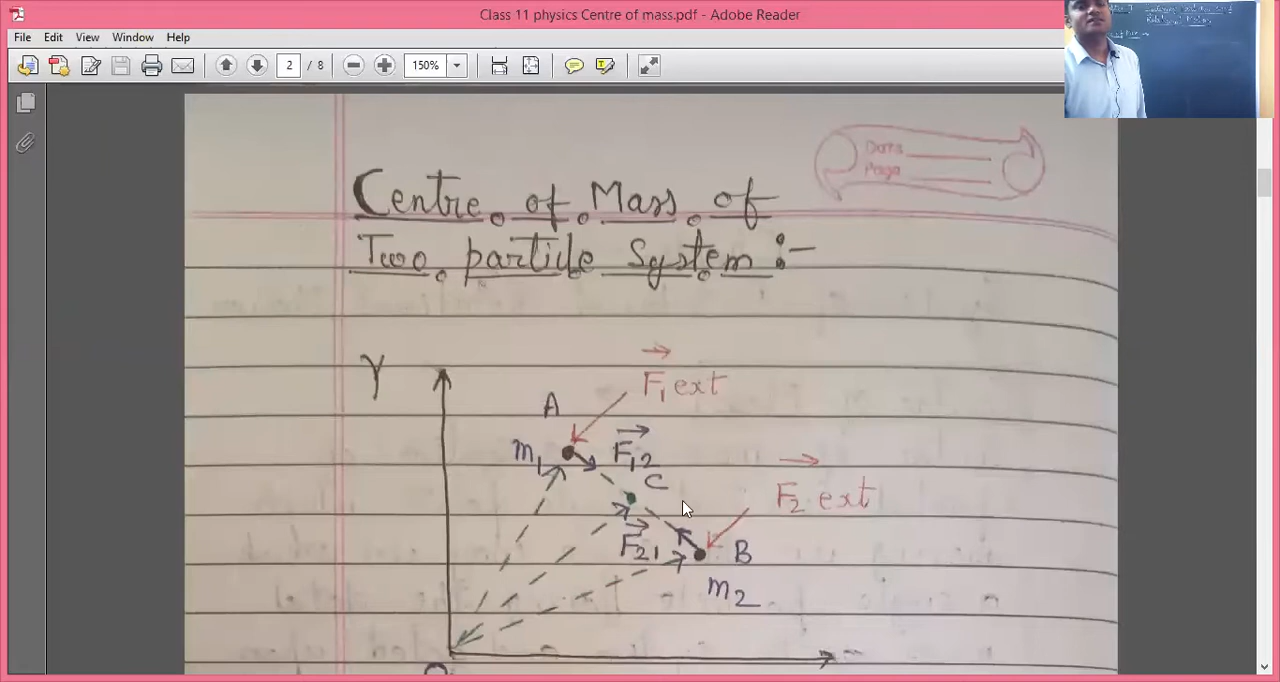 Class 11 physics Centre of mass.pdf - Adobe Reader
File Edit View Window Help
2 / 8 150%
Date
Page
Centre of Mass of
Two particle System :-
Y
F₁ ext
A
m₁
F₁₂
C
F₂ ext
F₂₁
B
m₂